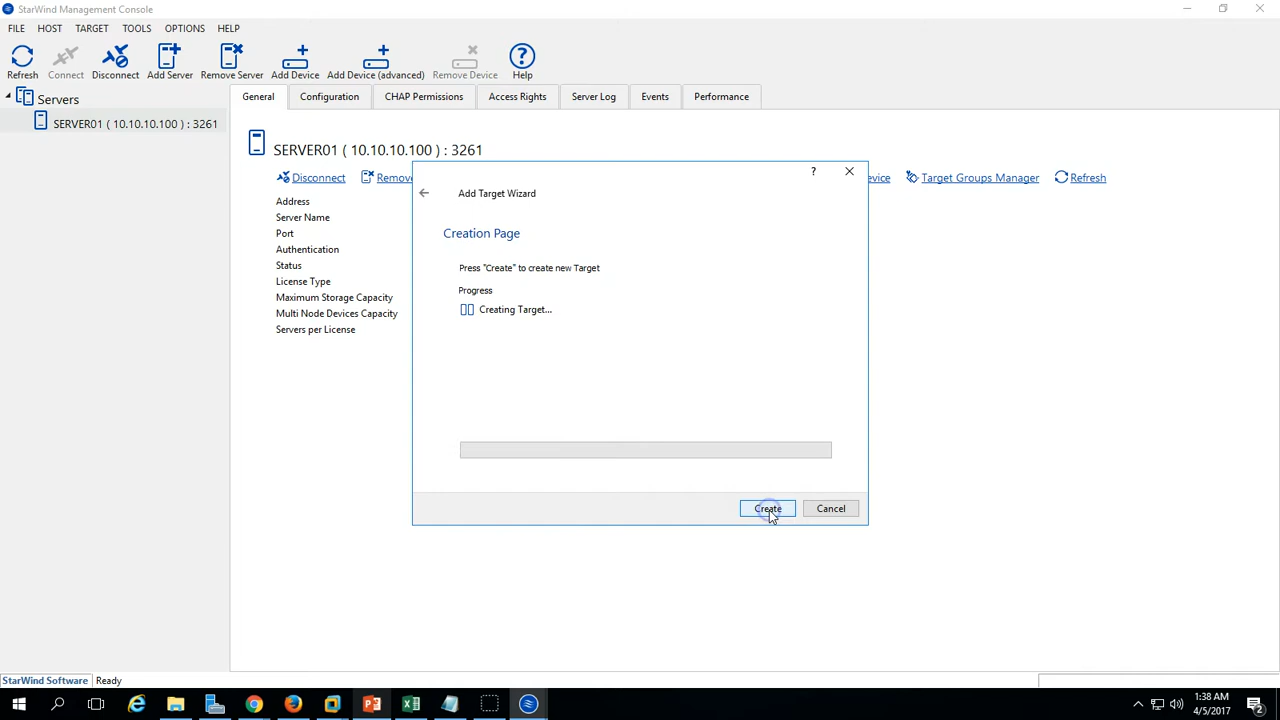 StarWind Management Console
FILE HOST TARGET TOOLS OPTIONS HELP
Refresh Connect Disconnect Add Server Remove Server Add Device Add Device (advanced) Remove Device Help
Servers
SERVER01 ( 10.10.10.100 ) : 3261
General Configuration CHAP Permissions Access Rights Server Log Events Performance
SERVER01 ( 10.10.10.100 ) : 3261
Disconnect Remov evice Target Groups Manager Refresh
Address
Server Name
Port
Authentication
Status
License Type
Maximum Storage Capacity
Multi Node Devices Capacity
Servers per License
?
Add Target Wizard
Creation Page
Press "Create" to create new Target
Progress
Creating Target...
Create Cancel
StarWind Software Ready
1:38 AM
4/5/2017
2